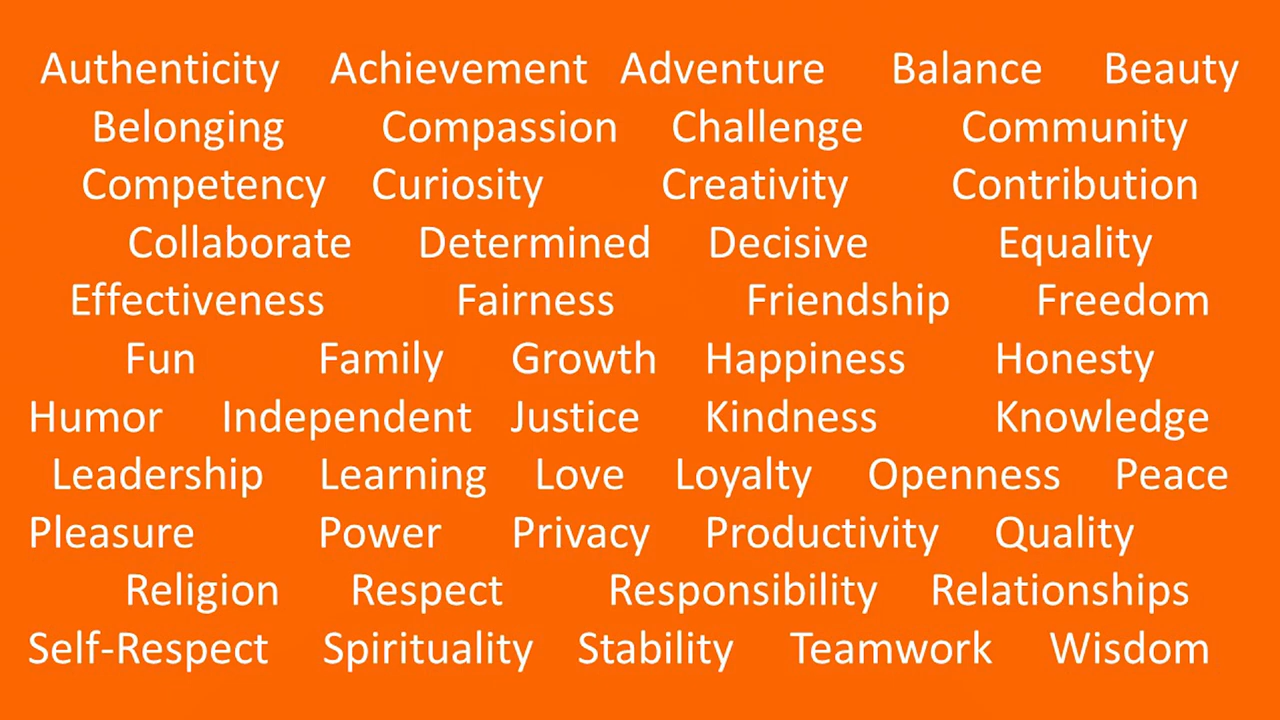 Authenticity Achievement Adventure Balance Beauty
Belonging Compassion Challenge Community
Competency Curiosity Creativity Contribution
Collaborate Determined Decisive Equality
Effectiveness Fairness Friendship Freedom
Fun Family Growth Happiness Honesty
Humor Independent Justice Kindness Knowledge
Leadership Learning Love Loyalty Openness Peace
Pleasure Power Privacy Productivity Quality
Religion Respect Responsibility Relationships
Self-Respect Spirituality Stability Teamwork Wisdom